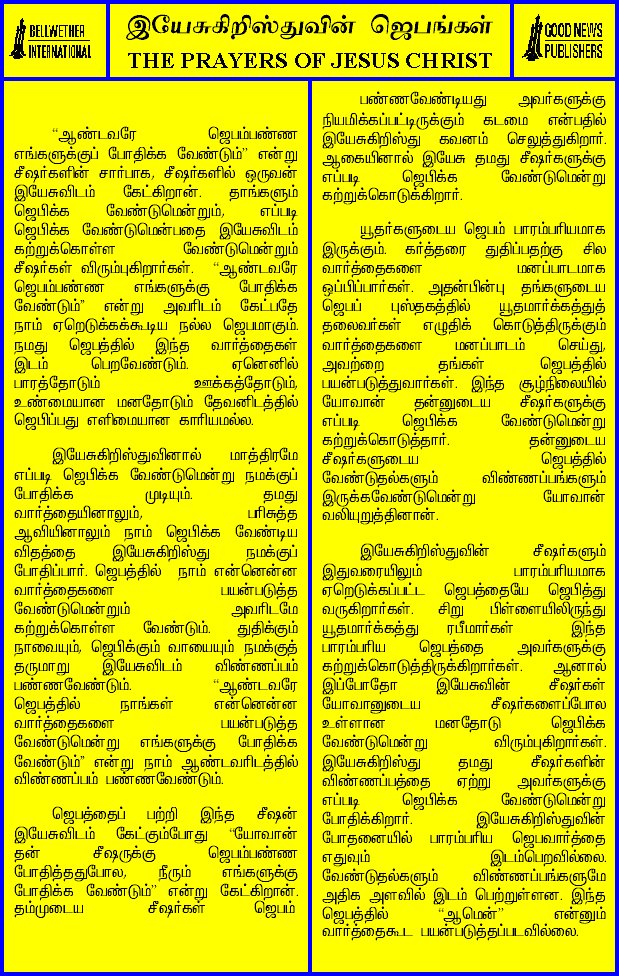 BELLWETHER
INTERNATIONAL
இயேசுகிறிஸ்துவின் ஜெபங்கள்
THE PRAYERS OF JESUS CHRIST
GOOD NEWS
PUBLISHERS
“ஆண்டவரே ஜெபம்பண்ண
எங்களுக்குப் போதிக்க வேண்டும்” என்று
சீஷர்களின் சார்பாக, சீஷர்களில் ஒருவன்
இயேசுவிடம் கேட்கிறான். தாங்களும்
ஜெபிக்க வேண்டுமென்றும், எப்படி
ஜெபிக்க வேண்டுமென்பதை இயேசுவிடம்
கற்றுக்கொள்ள வேண்டுமென்றும்
சீஷர்கள் விரும்புகிறார்கள். “ஆண்டவரே
ஜெபம்பண்ண எங்களுக்கு போதிக்க
வேண்டும்” என்று அவரிடம் கேட்பதே
நாம் ஏறெடுக்கக்கூடிய நல்ல ஜெபமாகும்.
நமது ஜெபத்தில் இந்த வார்த்தைகள்
இடம் பெறவேண்டும். ஏனெனில்
பாரத்தோடும் ஊக்கத்தோடும்,
உண்மையான மனதோடும் தேவனிடத்தில்
ஜெபிப்பது எளிமையான காரியமல்ல.
இயேசுகிறிஸ்துவினால் மாத்திரமே
எப்படி ஜெபிக்க வேண்டுமென்று நமக்குப்
போதிக்க முடியும். தமது
வார்த்தையினாலும், பரிசுத்த
ஆவியினாலும் நாம் ஜெபிக்க வேண்டிய
விதத்தை இயேசுகிறிஸ்து நமக்குப்
போதிப்பார். ஜெபத்தில் நாம் என்னென்ன
வார்த்தைகளை பயன்படுத்த
வேண்டுமென்றும் அவரிடமே
கற்றுக்கொள்ள வேண்டும். துதிக்கும்
நாவையும், ஜெபிக்கும் வாயையும் நமக்குத்
தருமாறு இயேசுவிடம் விண்ணப்பம்
பண்ணவேண்டும். “ஆண்டவரே
ஜெபத்தில் நாங்கள் என்னென்ன
வார்த்தைகளை பயன்படுத்த
வேண்டுமென்று எங்களுக்கு போதிக்க
வேண்டும்” என்று நாம் ஆண்டவரிடத்தில்
விண்ணப்பம் பண்ணவேண்டும்.
ஜெபத்தைப் பற்றி இந்த சீஷன்
இயேசுவிடம் கேட்கும்போது “யோவான்
தன் சீஷருக்கு ஜெபம்பண்ண
போதித்ததுபோல, நீரும் எங்களுக்கு
போதிக்க வேண்டும்” என்று கேட்கிறான்.
தம்முடைய சீஷர்கள் ஜெபம்
பண்ணவேண்டியது அவர்களுக்கு
நியமிக்கப்பட்டிருக்கும் கடமை என்பதில்
இயேசுகிறிஸ்து கவனம் செலுத்துகிறார்.
ஆகையினால் இயேசு தமது சீஷர்களுக்கு
எப்படி ஜெபிக்க வேண்டுமென்று
கற்றுக்கொடுக்கிறார்.
யூதர்களுடைய ஜெபம் பாரம்பரியமாக
இருக்கும். கர்த்தரை துதிப்பதற்கு சில
வார்த்தைகளை மனப்பாடமாக
ஒப்பிப்பார்கள். அதன்பின்பு தங்களுடைய
ஜெபப் புஸ்தகத்தில் யூதமார்க்கத்துத்
தலைவர்கள் எழுதிக் கொடுத்திருக்கும்
வார்த்தைகளை மனப்பாடம் செய்து,
அவற்றை தங்கள் ஜெபத்தில்
பயன்படுத்துவார்கள். இந்த சூழ்நிலையில்
யோவான் தன்னுடைய சீஷர்களுக்கு
எப்படி ஜெபிக்க வேண்டுமென்று
கற்றுக்கொடுத்தார். தன்னுடைய
சீஷர்களுடைய ஜெபத்தில்
வேண்டுதல்களும் விண்ணப்பங்களும்
இருக்கவேண்டுமென்று யோவான்
வலியுறுத்தினான்.
இயேசுகிறிஸ்துவின் சீஷர்களும்
இதுவரையிலும் பாரம்பரியமாக
ஏறெடுக்கப்பட்ட ஜெபத்தையே ஜெபித்து
வருகிறார்கள். சிறு பிள்ளையிலிருந்து
யூதமார்க்கத்து ரபீமார்கள் இந்த
பாரம்பரிய ஜெபத்தை அவர்களுக்கு
கற்றுக்கொடுத்திருக்கிறார்கள். ஆனால்
இப்போதோ இயேசுவின் சீஷர்கள்
யோவானுடைய சீஷர்களைப்போல
உள்ளான மனதோடு ஜெபிக்க
வேண்டுமென்று விரும்புகிறார்கள்.
இயேசுகிறிஸ்து தமது சீஷர்களின்
விண்ணப்பத்தை ஏற்று அவர்களுக்கு
எப்படி ஜெபிக்க வேண்டுமென்று
போதிக்கிறார். இயேசுகிறிஸ்துவின்
போதனையில் பாரம்பரிய ஜெபவார்த்தை
எதுவும் இடம்பெறவில்லை.
வேண்டுதல்களும் விண்ணப்பங்களுமே
அதிக அளவில் இடம் பெற்றுள்ளன. இந்த
ஜெபத்தில் “ஆமென்” என்னும்
வார்த்தைகூட பயன்படுத்தப்படவில்லை.